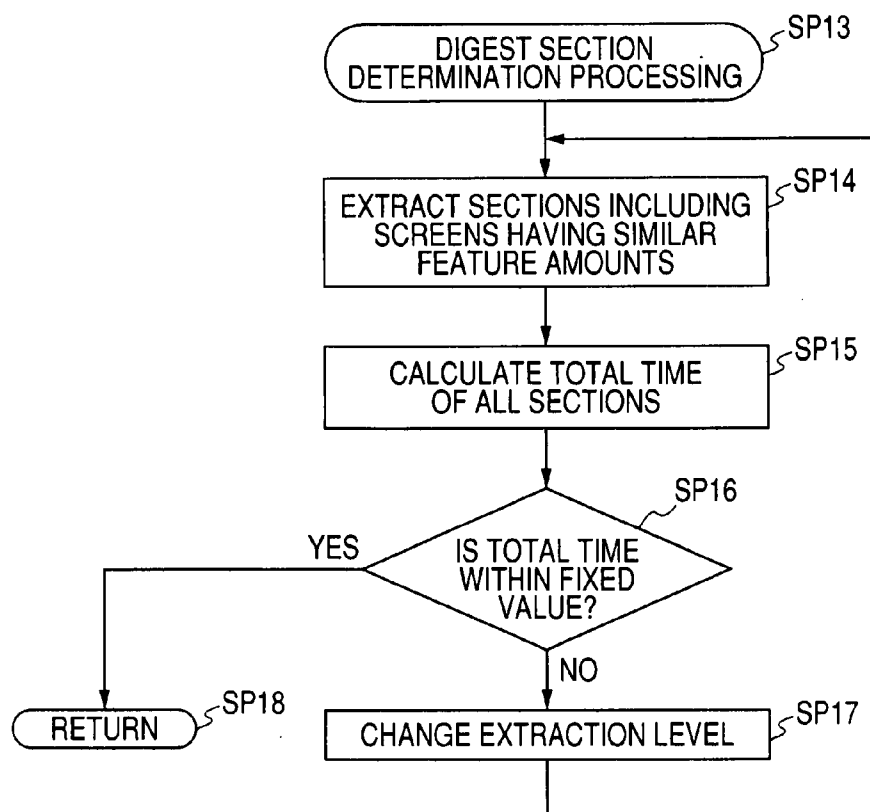 SP13
DIGEST SECTION
DETERMINATION PROCESSING
SP14
EXTRACT SECTIONS INCLUDING
SCREENS HAVING SIMILAR
FEATURE AMOUNTS
SP15
CALCULATE TOTAL TIME
OF ALL SECTIONS
SP16
YES
IS TOTAL TIME
WITHIN FIXED
VALUE?
NO
SP18
RETURN
SP17
CHANGE EXTRACTION LEVEL